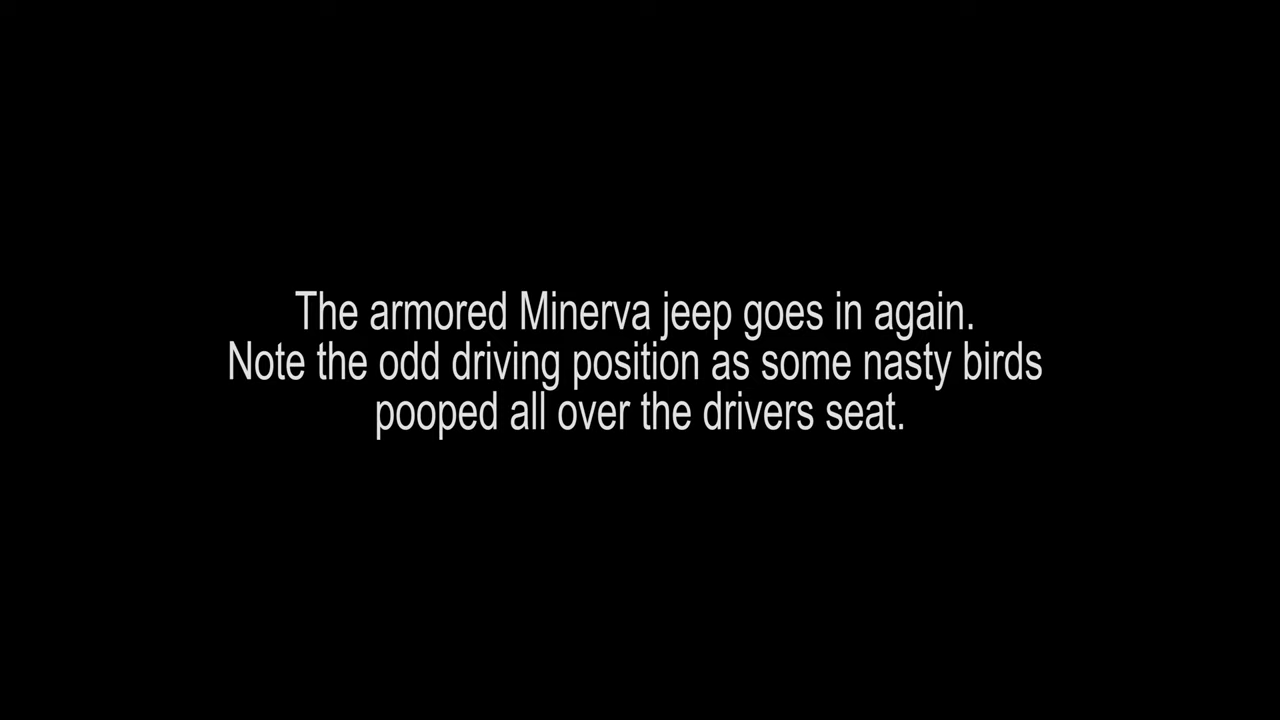 The armored Minerva jeep goes in again.
Note the odd driving position as some nasty birds
pooped all over the drivers seat.